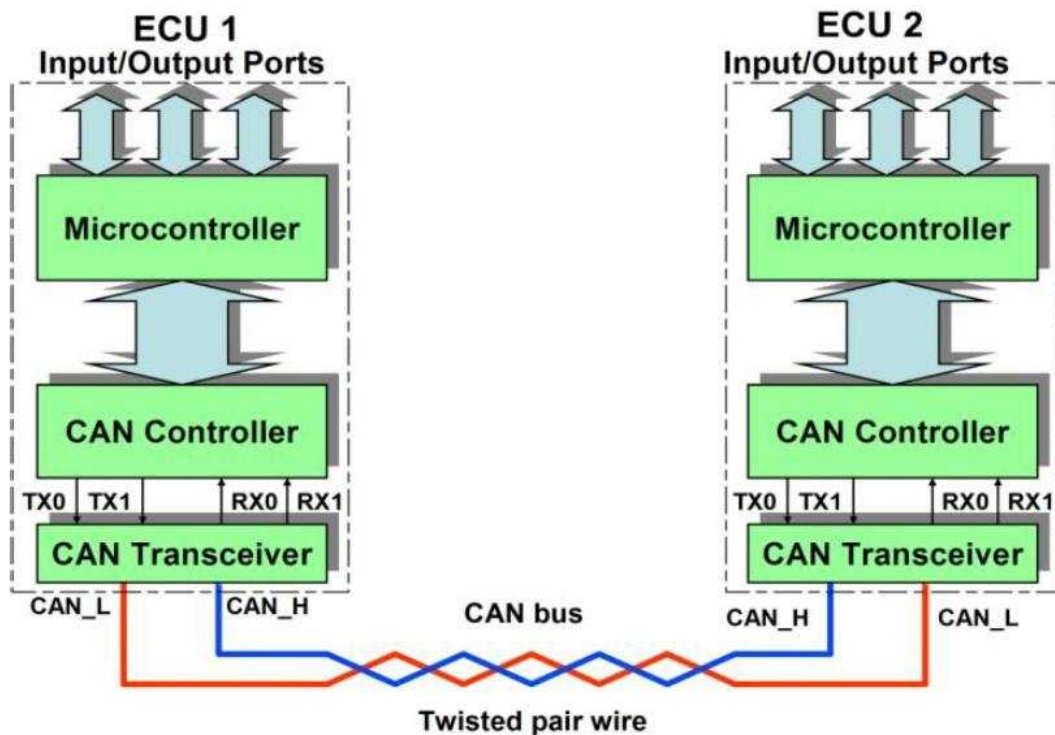 ECU 1
Input/Output Ports
Microcontroller
CAN Controller
TX0 TX1 RX0 RX1
CAN Transceiver
CAN_L CAN_H
ECU 2
Input/Output Ports
Microcontroller
CAN Controller
TX0 TX1 RX0 RX1
CAN Transceiver
CAN_H CAN_L
CAN bus
Twisted pair wire